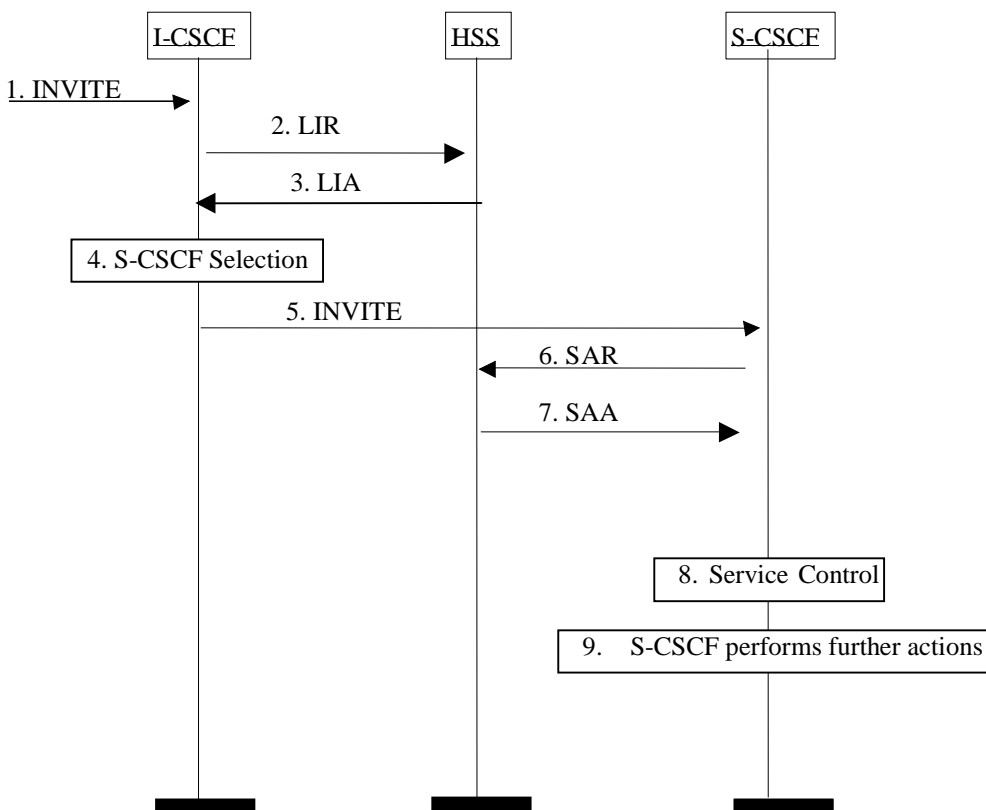 I-CSCF
HSS
S-CSCF
1. INVITE
2. LIR
3. LIA
4. S-CSCF Selection
5. INVITE
6. SAR
7. SAA
8. Service Control
9. S-CSCF performs further actions